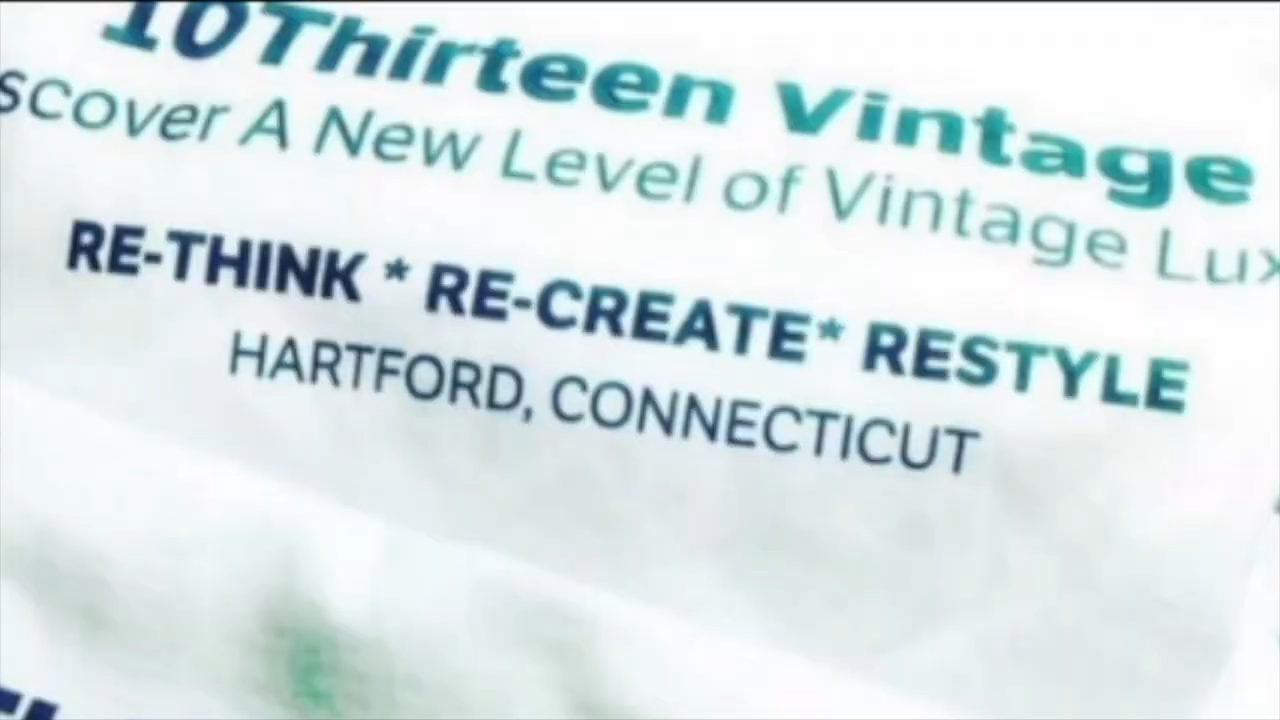 10Thirteen Vintage
scover A New Level of Vintage Lux
RE-THINK * RE-CREATE* RESTYLE
HARTFORD, CONNECTICUT